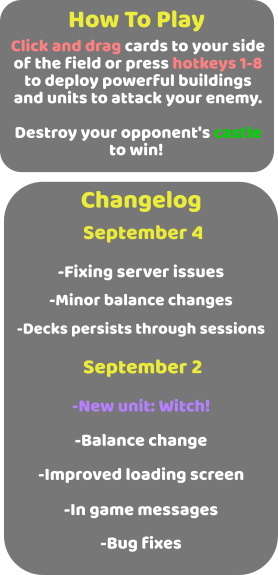 How To Play
Click and drag cards to your side
of the field or press hotkeys 1-8
to deploy powerful buildings
and units to attack your enemy.
Destroy your opponent's castle
to win!
Changelog
September 4
-Fixing server issues
-Minor balance changes
-Decks persists through sessions
September 2
-New unit: Witch!
-Balance change
-Improved loading screen
-In game messages
-Bug fixes